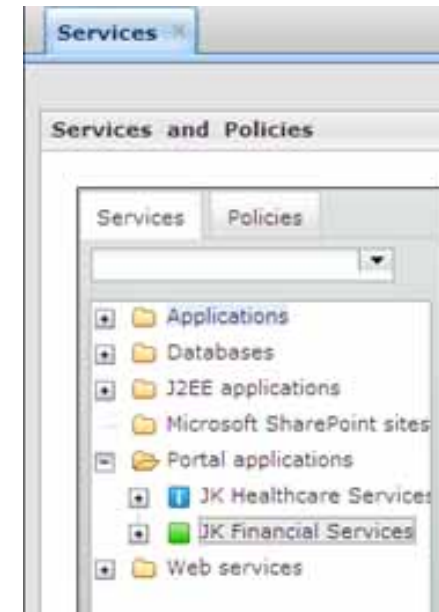 Services
Services and Policies
Services Policies
Applications
Databases
J2EE applications
Microsoft SharePoint sites
Portal applications
JK Healthcare Services
JK Financial Services
Web services